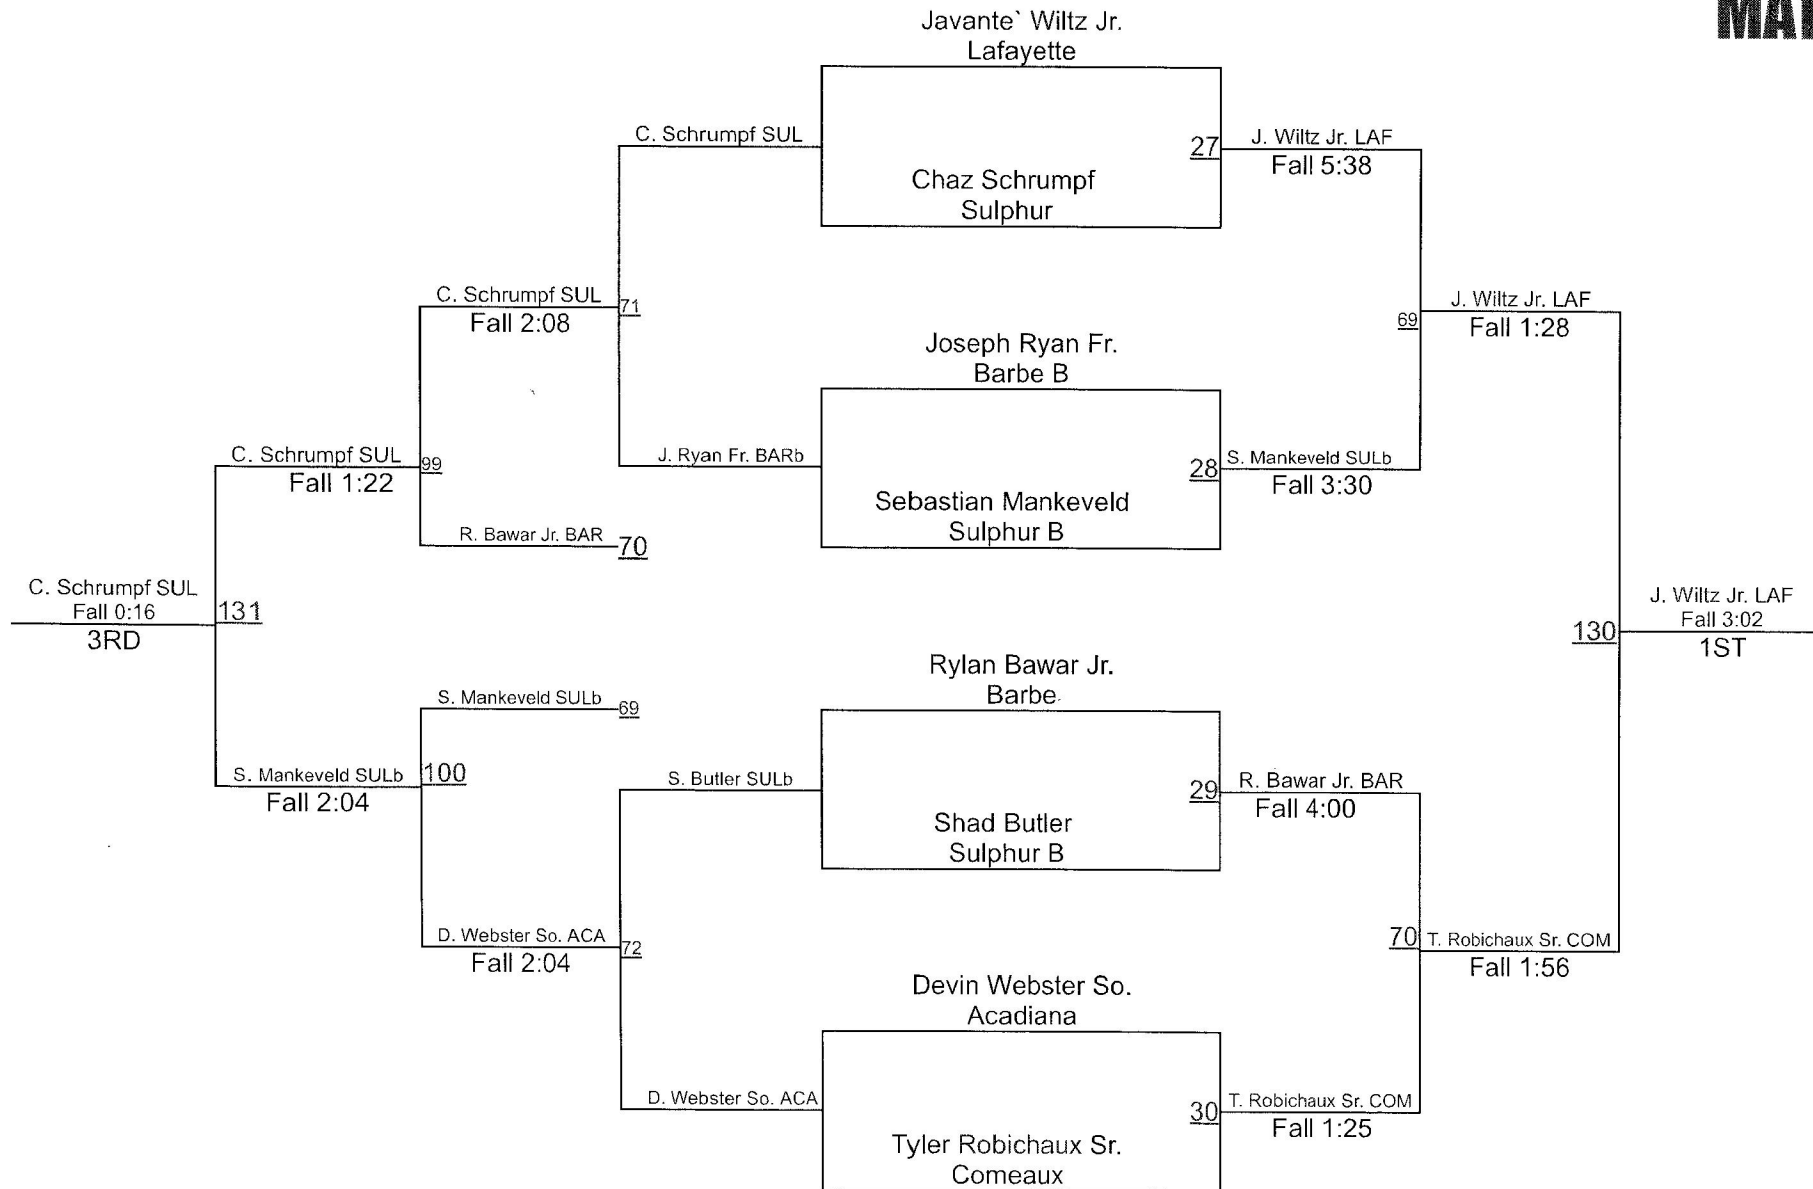 MAT
Javante` Wiltz Jr.
Lafayette
C. Schrumpf SUL
27
J. Wiltz Jr. LAF
Fall 5:38
Chaz Schrumpf
Sulphur
C. Schrumpf SUL
71
Fall 2:08
J. Wiltz Jr. LAF
69
Fall 1:28
Joseph Ryan Fr.
Barbe B
C. Schrumpf SUL
99
Fall 1:22
J. Ryan Fr. BARb
28
S. Mankeveld SULb
Fall 3:30
Sebastian Mankeveld
Sulphur B
R. Bawar Jr. BAR
70
C. Schrumpf SUL
Fall 0:16
131
3RD
J. Wiltz Jr. LAF
Fall 3:02
130
1ST
Rylan Bawar Jr.
Barbe
S. Mankeveld SULb
69
S. Mankeveld SULb
100
Fall 2:04
S. Butler SULb
29
R. Bawar Jr. BAR
Fall 4:00
Shad Butler
Sulphur B
D. Webster So. ACA
72
Fall 2:04
70
T. Robichaux Sr. COM
Fall 1:56
Devin Webster So.
Acadiana
D. Webster So. ACA
30
T. Robichaux Sr. COM
Fall 1:25
Tyler Robichaux Sr.
Comeaux